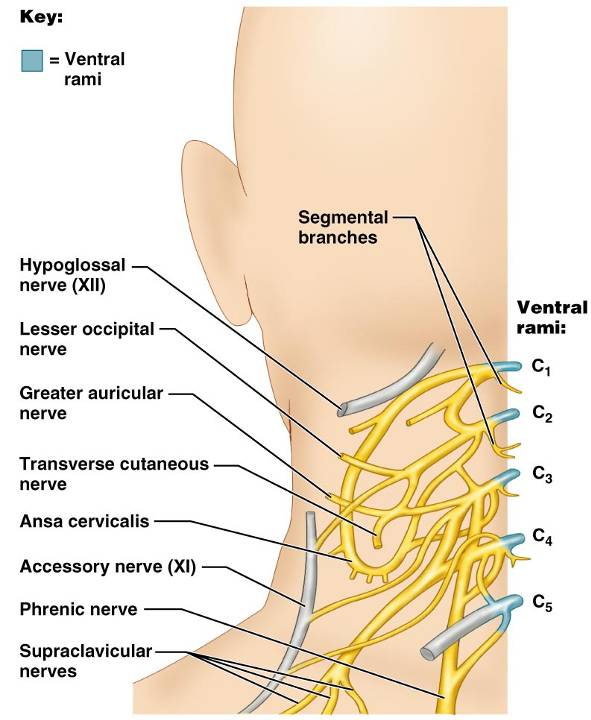 Key:
= Ventral
rami
Segmental
branches
Hypoglossal
nerve (XII)
Ventral
rami:
Lesser occipital
nerve
C1
Greater auricular
nerve
C2
Transverse cutaneous
nerve
C3
Ansa cervicalis
C4
Accessory nerve (XI)
Phrenic nerve
C5
Supraclavicular
nerves